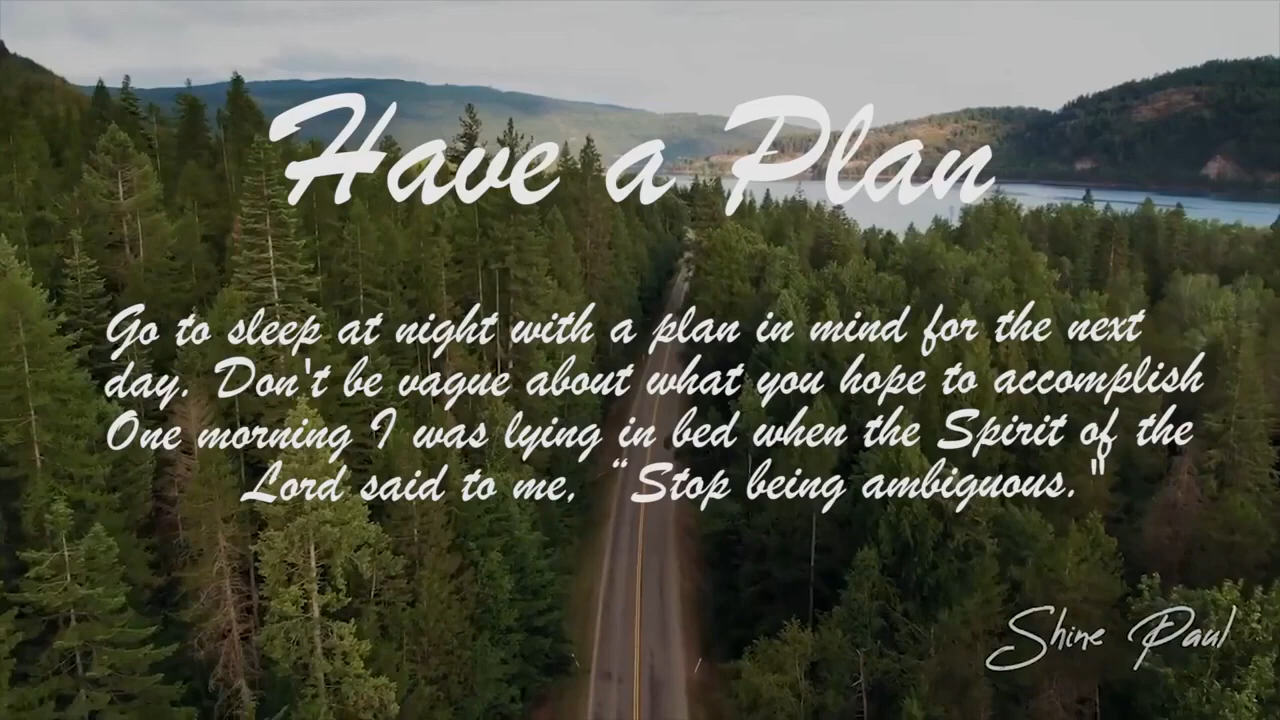 Have a Plan
Go to sleep at night with a plan in mind for the next
day. Don't be vague about what you hope to accomplish
One morning I was lying in bed when the Spirit of the
Lord said to me, “Stop being ambiguous."
Shine Paul